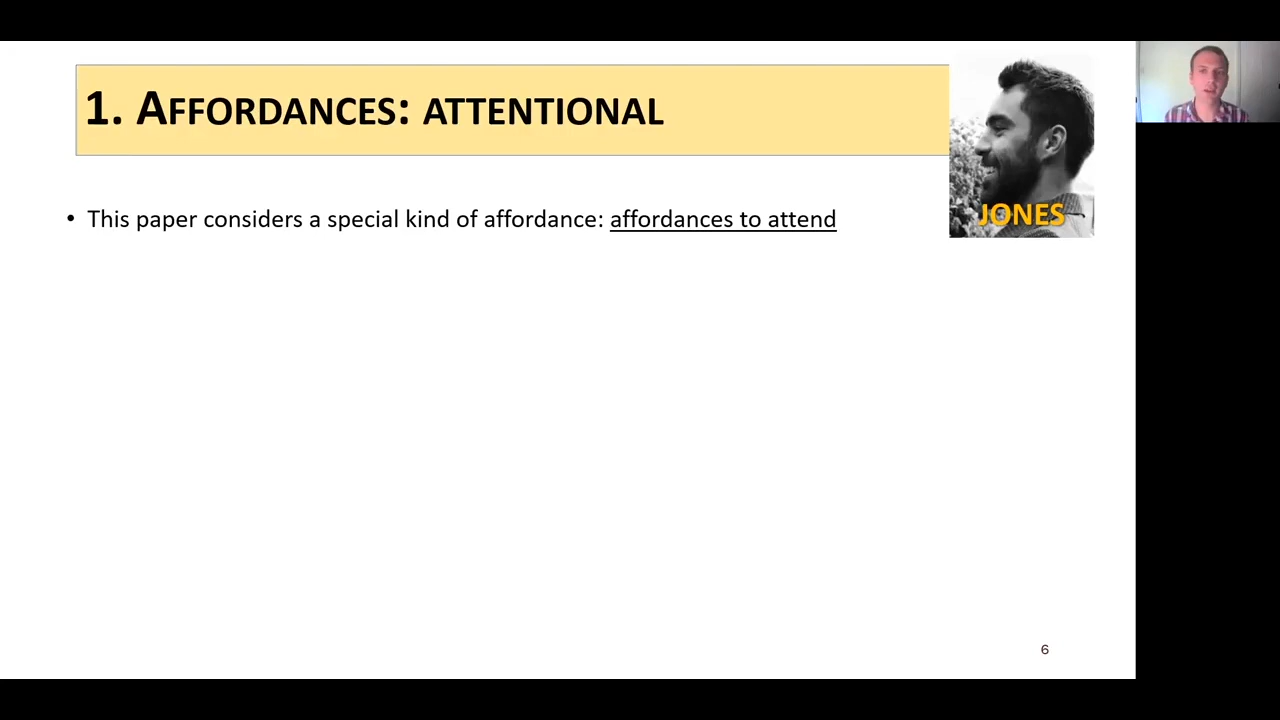 1. AFFORDANCES: ATTENTIONAL
JONES
• This paper considers a special kind of affordance: affordances to attend
6